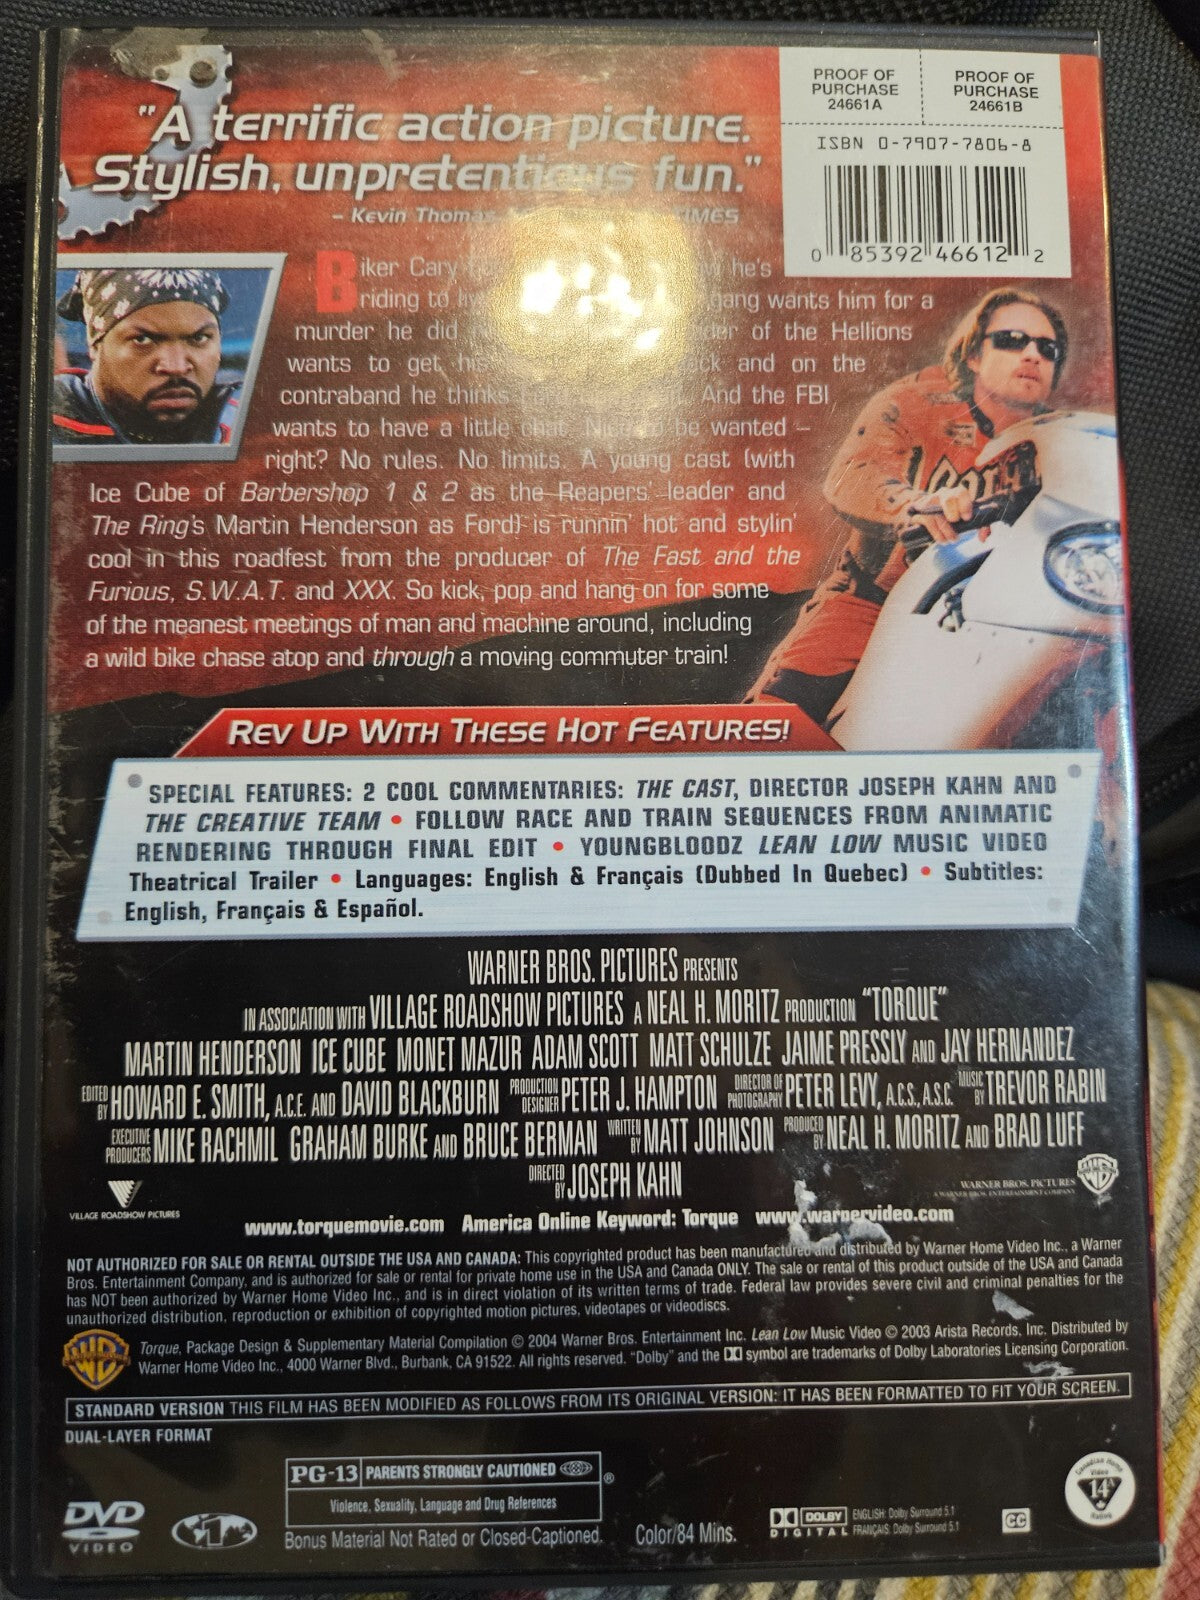 "A terrific action picture.
Stylish, unpretentious fun."
– Kevin Thomas, TIMES
PROOF OF PURCHASE 24661A
PROOF OF PURCHASE 24661B
ISBN 0-7907-7806-8
0 85392 46612 2
Biker Cary he's
riding to gang wants him for a
murder he did of the Hellions
wants to get his and on the
contraband he thinks And the FBI
wants to have a little chat. Nice to be wanted –
right? No rules. No limits. A young cast (with
Ice Cube of Barbershop 1 & 2 as the Reapers' leader and
The Ring's Martin Henderson as Ford) is runnin' hot and stylin'
cool in this roadfest from the producer of The Fast and the
Furious, S.W.A.T. and XXX. So kick, pop and hang on for some
of the meanest meetings of man and machine around, including
a wild bike chase atop and through a moving commuter train!
REV UP WITH THESE HOT FEATURES!
SPECIAL FEATURES: 2 COOL COMMENTARIES: THE CAST, DIRECTOR JOSEPH KAHN AND
THE CREATIVE TEAM • FOLLOW RACE AND TRAIN SEQUENCES FROM ANIMATIC
RENDERING THROUGH FINAL EDIT • YOUNGBLOODZ LEAN LOW MUSIC VIDEO
Theatrical Trailer • Languages: English & Français (Dubbed In Quebec) • Subtitles:
English, Français & Español.
WARNER BROS. PICTURES PRESENTS
IN ASSOCIATION WITH VILLAGE ROADSHOW PICTURES A NEAL H. MORITZ PRODUCTION "TORQUE"
MARTIN HENDERSON ICE CUBE MONET MAZUR ADAM SCOTT MATT SCHULZE JAIME PRESSLY AND JAY HERNANDEZ
EDITED BY HOWARD E. SMITH, A.C.E. AND DAVID BLACKBURN PRODUCTION DESIGNER PETER J. HAMPTON DIRECTOR OF PHOTOGRAPHY PETER LEVY, A.C.S., A.S.C. MUSIC BY TREVOR RABIN
EXECUTIVE PRODUCERS MIKE RACHMIL GRAHAM BURKE AND BRUCE BERMAN WRITTEN BY MATT JOHNSON PRODUCED BY NEAL H. MORITZ AND BRAD LUFF
DIRECTED BY JOSEPH KAHN
VILLAGE ROADSHOW PICTURES
WARNER BROS. PICTURES
A WARNER BROS. ENTERTAINMENT COMPANY
www.torquemovie.com America Online Keyword: Torque www.warnervideo.com
NOT AUTHORIZED FOR SALE OR RENTAL OUTSIDE THE USA AND CANADA: This copyrighted product has been manufactured and distributed by Warner Home Video Inc., a Warner
Bros. Entertainment Company, and is authorized for sale or rental for private home use in the USA and Canada ONLY. The sale or rental of this product outside of the USA and Canada
has NOT been authorized by Warner Home Video Inc., and is in direct violation of its written terms of trade. Federal law provides severe civil and criminal penalties for the
unauthorized distribution, reproduction or exhibition of copyrighted motion pictures, videotapes or videodiscs.
Torque, Package Design & Supplementary Material Compilation © 2004 Warner Bros. Entertainment Inc. Lean Low Music Video © 2003 Arista Records, Inc. Distributed by
Warner Home Video Inc., 4000 Warner Blvd., Burbank, CA 91522. All rights reserved. "Dolby" and the symbol are trademarks of Dolby Laboratories Licensing Corporation.
STANDARD VERSION THIS FILM HAS BEEN MODIFIED AS FOLLOWS FROM ITS ORIGINAL VERSION: IT HAS BEEN FORMATTED TO FIT YOUR SCREEN.
DUAL-LAYER FORMAT
DVD VIDEO
1
PG-13 PARENTS STRONGLY CAUTIONED ®
Violence, Sexuality, Language and Drug References
Bonus Material Not Rated or Closed-Captioned.
Color/84 Mins.
DOLBY DIGITAL
ENGLISH: Dolby Surround 5.1
FRANÇAIS: Dolby Surround 5.1
CC
Canadian Home Video 14A